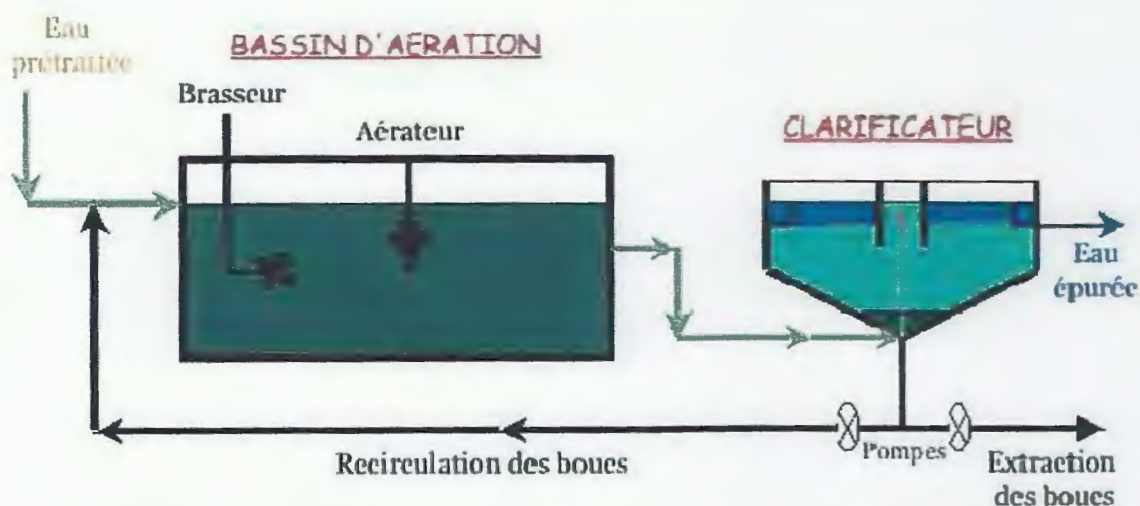 Eau
prétraitée
BASSIN D'AERATION
Brasseur
Aérateur
CLARIFICATEUR
Eau
épurée
Recirculation des boues
Pompes
Extraction
des boues